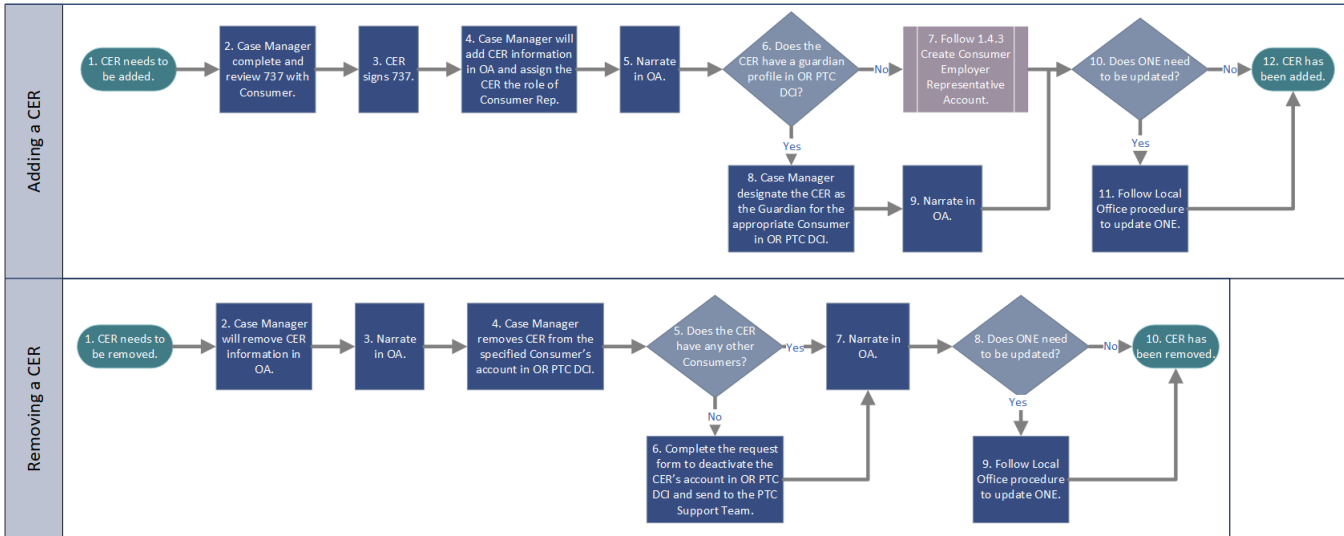 Adding a CER
1. CER needs to
be added.
2. Case Manager
complete and
review 737 with
Consumer.
3. CER
signs 737.
4. Case Manager will
add CER information
in OA and assign the
CER the role of
Consumer Rep.
5. Narrate
in OA.
6. Does the
CER have a guardian
profile in OR PTC
DCI?
No
7. Follow 1.4.3
Create Consumer
Employer
Representative
Account.
Yes
8. Case Manager
designate the CER as
the Guardian for the
appropriate Consumer
in OR PTC DCI.
9. Narrate in
OA.
10. Does ONE need
to be updated?
No
Yes
11. Follow Local
Office procedure
to update ONE.
12. CER has
been added.
Removing a CER
1. CER needs to
be removed.
2. Case Manager
will remove CER
information in
OA.
3. Narrate
in OA.
4. Case Manager
removes CER from the
specified Consumer's
account in OR PTC DCI.
5. Does the CER
have any other
Consumers?
Yes
No
6. Complete the request
form to deactivate the
CER's account in OR PTC
DCI and send to the PTC
Support Team.
7. Narrate in
OA.
8. Does ONE need
to be updated?
No
Yes
9. Follow Local
Office procedure
to update ONE.
10. CER has
been removed.